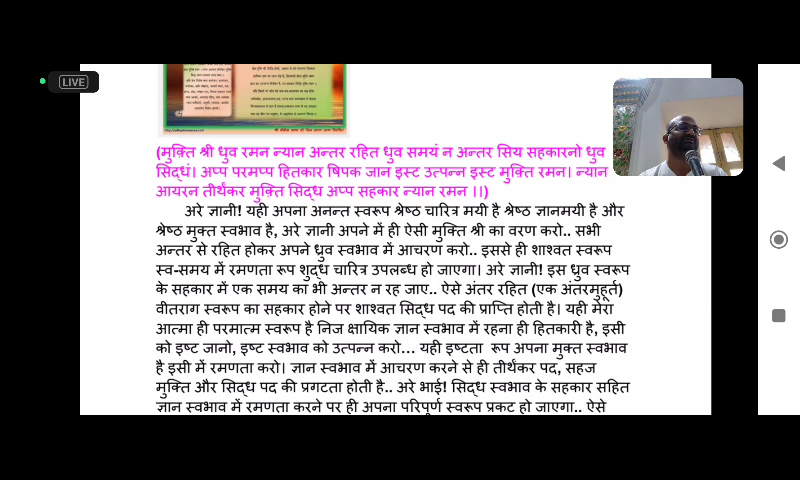 LIVE
(मुक्ति श्री धुव रमन न्यान अन्तर रहित धुव समयं न अन्तर सिय सहकारनो धुव
सिद्धं। अप्प परमप्प हितकार षिपक जान इस्ट उत्पन्न इस्ट मुक्ति रमन। न्यान
आयरन तीर्थंकर मुक्ति सिद्ध अप्प सहकार न्यान रमन ।।)
अरे ज्ञानी! यही अपना अनन्त स्वरूप श्रेष्ठ चारित्र मयी है श्रेष्ठ ज्ञानमयी है और
श्रेष्ठ मुक्त स्वभाव है, अरे ज्ञानी अपने में ही ऐसी मुक्ति श्री का वरण करो.. सभी
अन्तर से रहित होकर अपने ध्रुव स्वभाव में आचरण करो.. इससे ही शाश्वत स्वरूप
स्व-समय में रमणता रूप शुद्ध चारित्र उपलब्ध हो जाएगा। अरे ज्ञानी! इस ध्रुव स्वरूप
के सहकार में एक समय का भी अन्तर न रह जाए.. ऐसे अंतर रहित (एक अंतरमुहूर्त)
वीतराग स्वरूप का सहकार होने पर शाश्वत सिद्ध पद की प्राप्ति होती है। यही मेरा
आत्मा ही परमात्म स्वरूप है निज क्षायिक ज्ञान स्वभाव में रहना ही हितकारी है, इसी
को इष्ट जानो, इष्ट स्वभाव को उत्पन्न करो... यही इष्टता रूप अपना मुक्त स्वभाव
है इसी में रमणता करो। ज्ञान स्वभाव में आचरण करने से ही तीर्थंकर पद, सहज
मुक्ति और सिद्ध पद की प्रगटता होती है.. अरे भाई! सिद्ध स्वभाव के सहकार सहित
ज्ञान स्वभाव में रमणता करने पर ही अपना परिपूर्ण स्वरूप प्रकट हो जाएगा.. ऐसे